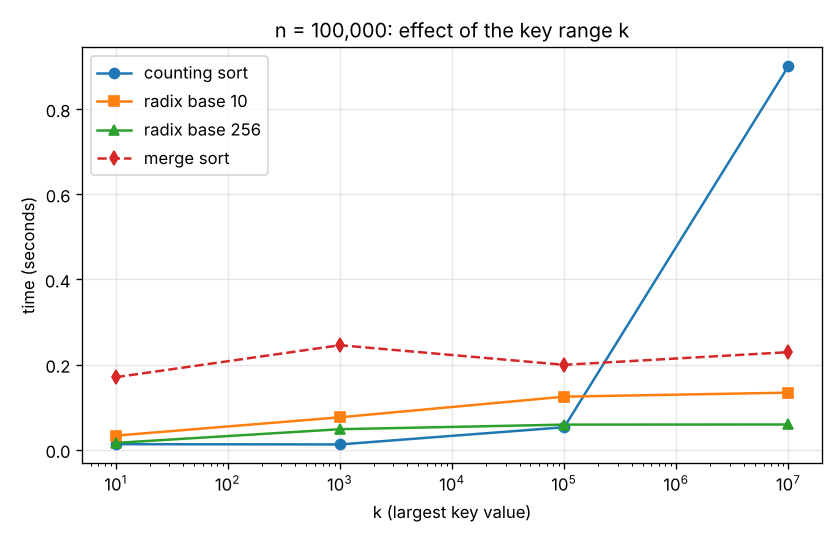 n = 100,000: effect of the key range k
counting sort
radix base 10
radix base 256
merge sort
time (seconds)
0.8
0.6
0.4
0.2
0.0
10¹ 10² 10³ 10⁴ 10⁵ 10⁶ 10⁷
k (largest key value)